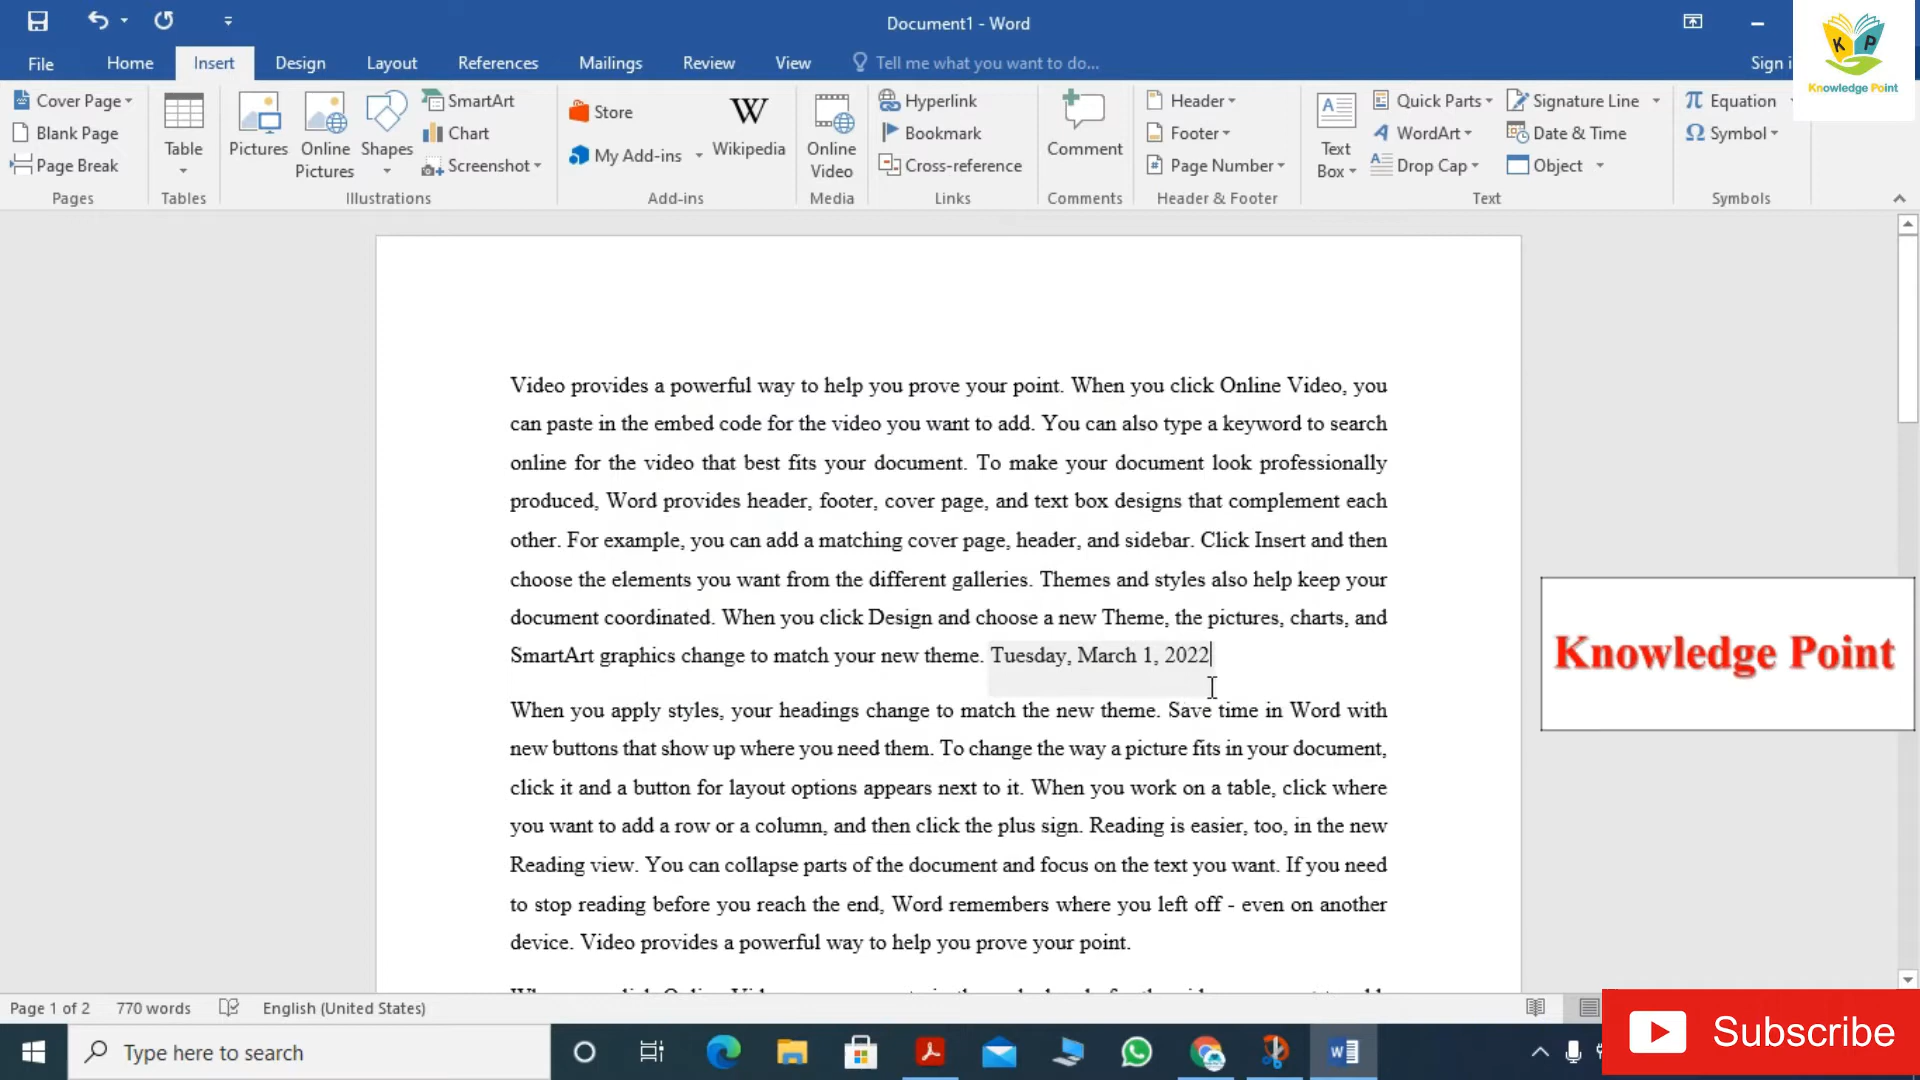 Document1 - Word
File Home Insert Design Layout References Mailings Review View Tell me what you want to do... Sign i
K P
Knowledge Point
Cover Page
Blank Page
Page Break
Pages
Table
Tables
Pictures
Online Pictures
Shapes
SmartArt
Chart
Screenshot
Illustrations
Store
My Add-ins
W
Wikipedia
Add-ins
Online Video
Media
Hyperlink
Bookmark
Cross-reference
Links
Comment
Comments
Header
Footer
Page Number
Header & Footer
Text Box
Quick Parts
WordArt
Drop Cap
Signature Line
Date & Time
Object
Text
Equation
Symbol
Symbols
Video provides a powerful way to help you prove your point. When you click Online Video, you
can paste in the embed code for the video you want to add. You can also type a keyword to search
online for the video that best fits your document. To make your document look professionally
produced, Word provides header, footer, cover page, and text box designs that complement each
other. For example, you can add a matching cover page, header, and sidebar. Click Insert and then
choose the elements you want from the different galleries. Themes and styles also help keep your
document coordinated. When you click Design and choose a new Theme, the pictures, charts, and
SmartArt graphics change to match your new theme. Tuesday, March 1, 2022
When you apply styles, your headings change to match the new theme. Save time in Word with
new buttons that show up where you need them. To change the way a picture fits in your document,
click it and a button for layout options appears next to it. When you work on a table, click where
you want to add a row or a column, and then click the plus sign. Reading is easier, too, in the new
Reading view. You can collapse parts of the document and focus on the text you want. If you need
to stop reading before you reach the end, Word remembers where you left off - even on another
device. Video provides a powerful way to help you prove your point.
Knowledge Point
Page 1 of 2 770 words English (United States)
Type here to search
Subscribe